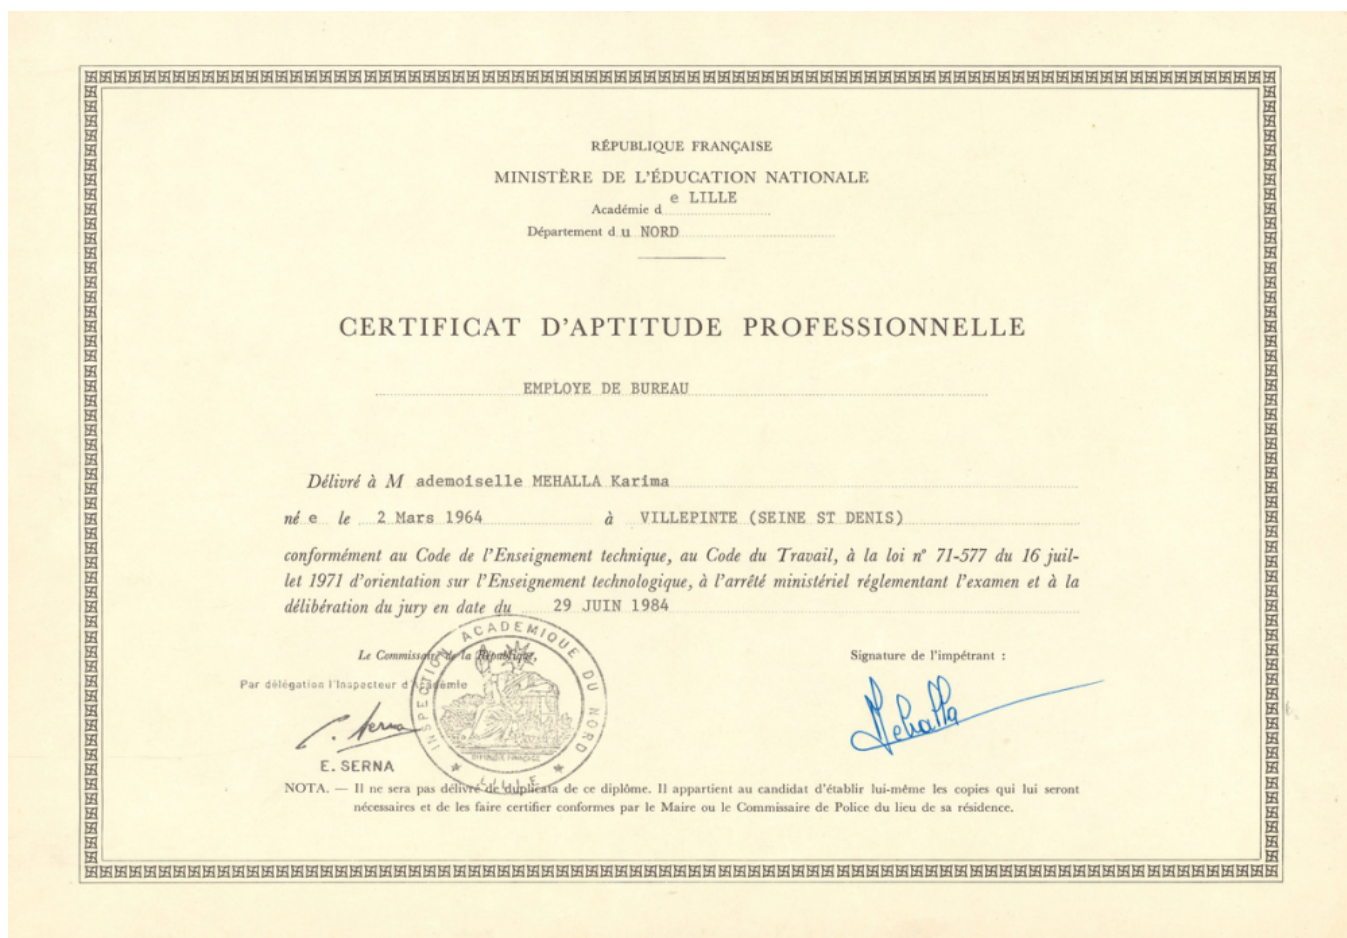 RÉPUBLIQUE FRANÇAISE
MINISTÈRE DE L'ÉDUCATION NATIONALE
Académie de LILLE
Département du NORD
CERTIFICAT D'APTITUDE PROFESSIONNELLE
EMPLOYE DE BUREAU
Délivré à Mademoiselle MEHALLA Karima
née le 2 Mars 1964 à VILLEPINTE (SEINE ST DENIS)
conformément au Code de l'Enseignement technique, au Code du Travail, à la loi n° 71-577 du 16 juil-
let 1971 d'orientation sur l'Enseignement technologique, à l'arrêté ministériel réglementant l'examen et à la
délibération du jury en date du 29 JUIN 1984
Le Commissaire de la République,
Signature de l'impétrant :
Par délégation l'Inspecteur d'Académie
INSPECTION ACADEMIQUE DU NORD
REPUBLIQUE FRANÇAISE
* LILLE *
Serna
Mehalla
E. SERNA
NOTA. — Il ne sera pas délivré de duplicata de ce diplôme. Il appartient au candidat d'établir lui-même les copies qui lui seront
nécessaires et de les faire certifier conformes par le Maire ou le Commissaire de Police du lieu de sa résidence.